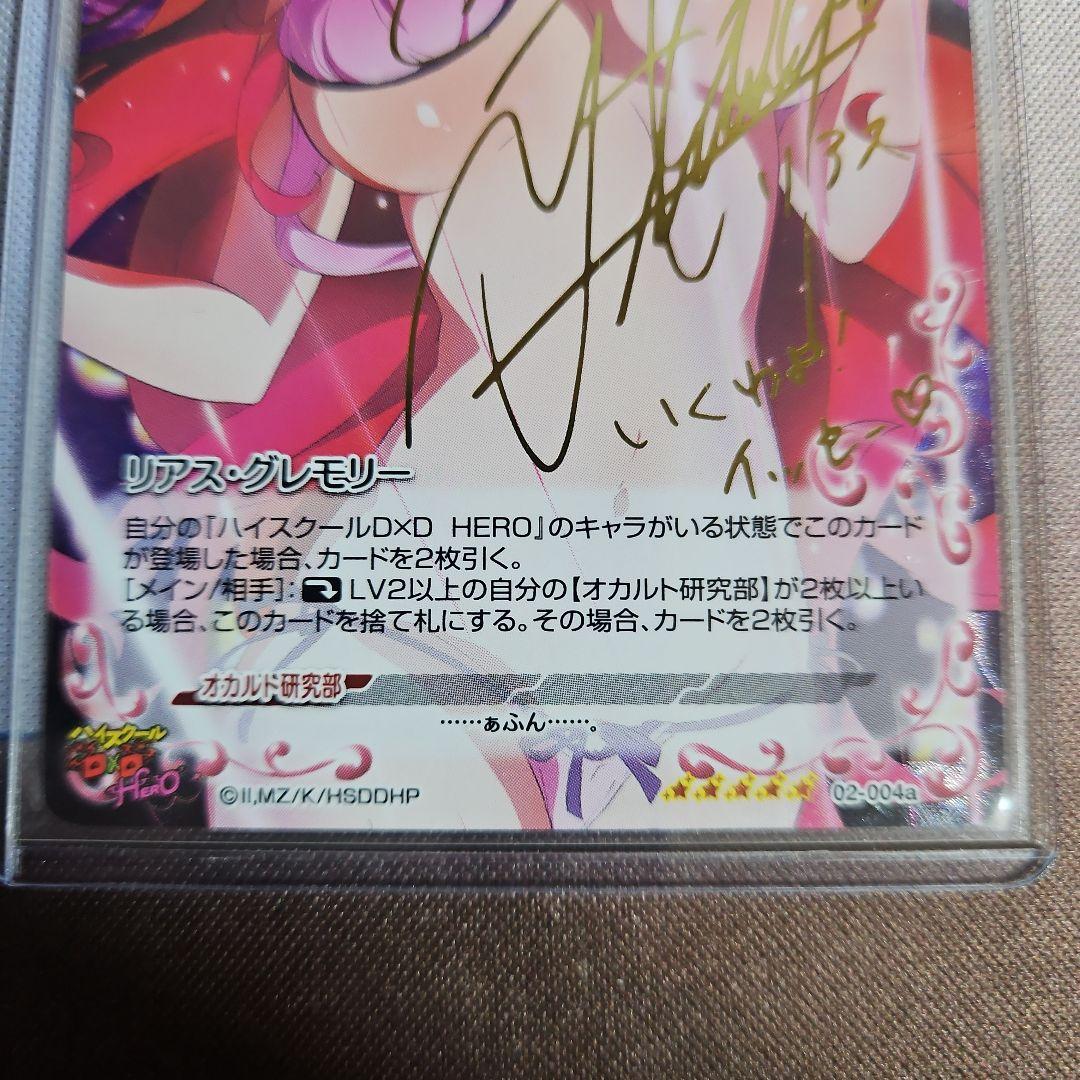 リアス
いくわよ!
イッセー♡
リアス・グレモリー
自分の『ハイスクールD×D HERO』のキャラがいる状態でこのカード
が登場した場合、カードを2枚引く。
[メイン/相手]: LV2以上の自分の【オカルト研究部】が2枚以上い
る場合、このカードを捨て札にする。その場合、カードを2枚引く。
オカルト研究部
……ぁふん……。
ハイスクール
D×D
HERO
©II,MZ/K/HSDDHP
02-004a